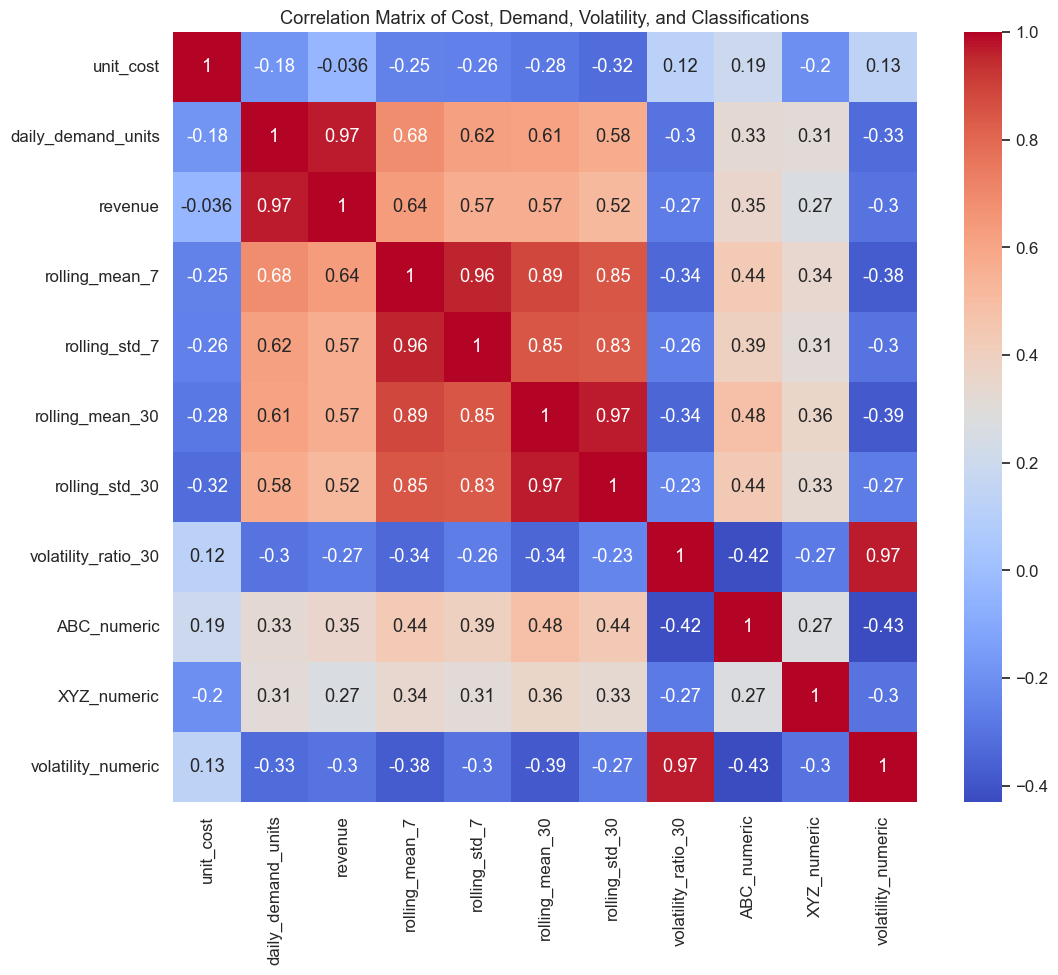 Correlation Matrix of Cost, Demand, Volatility, and Classifications
unit_cost 1 -0.18 -0.036 -0.25 -0.26 -0.28 -0.32 0.12 0.19 -0.2 0.13
daily_demand_units 1 0.97 0.68 0.62 0.61 0.58 -0.3 0.33 0.31 -0.33
-0.18
revenue -0.036 0.97 1 0.64 0.57 0.57 0.52 -0.27 0.35 0.27 -0.3
rolling_mean_7 -0.25 0.68 0.64 1 0.96 0.89 0.85 -0.34 0.44 0.34 -0.38
rolling_std_7 -0.26 0.62 0.57 0.96 1 0.85 0.83 -0.26 0.39 0.31 -0.3
rolling_mean_30 -0.28 0.61 0.57 0.89 0.85 1 0.97 -0.34 0.48 0.36 -0.39
rolling_std_30 -0.32 0.58 0.52 0.85 0.83 0.97 1 -0.23 0.44 0.33 -0.27
volatility_ratio_30 0.12 -0.3 -0.27 -0.34 -0.26 -0.34 -0.23 1 -0.42 -0.27 0.97
ABC_numeric 0.19 0.33 0.35 0.44 0.39 0.48 0.44 -0.42 1 0.27 -0.43
XYZ_numeric -0.2 0.31 0.27 0.34 0.31 0.36 0.33 -0.27 0.27 1 -0.3
volatility_numeric 0.13 -0.33 -0.3 -0.38 -0.3 -0.39 -0.27 0.97 -0.43 -0.3 1
unit_cost
daily_demand_units
revenue
rolling_mean_7
rolling_std_7
rolling_mean_30
rolling_std_30
volatility_ratio_30
ABC_numeric
XYZ_numeric
volatility_numeric
1.0
0.8
0.6
0.4
0.2
0.0
-0.2
-0.4